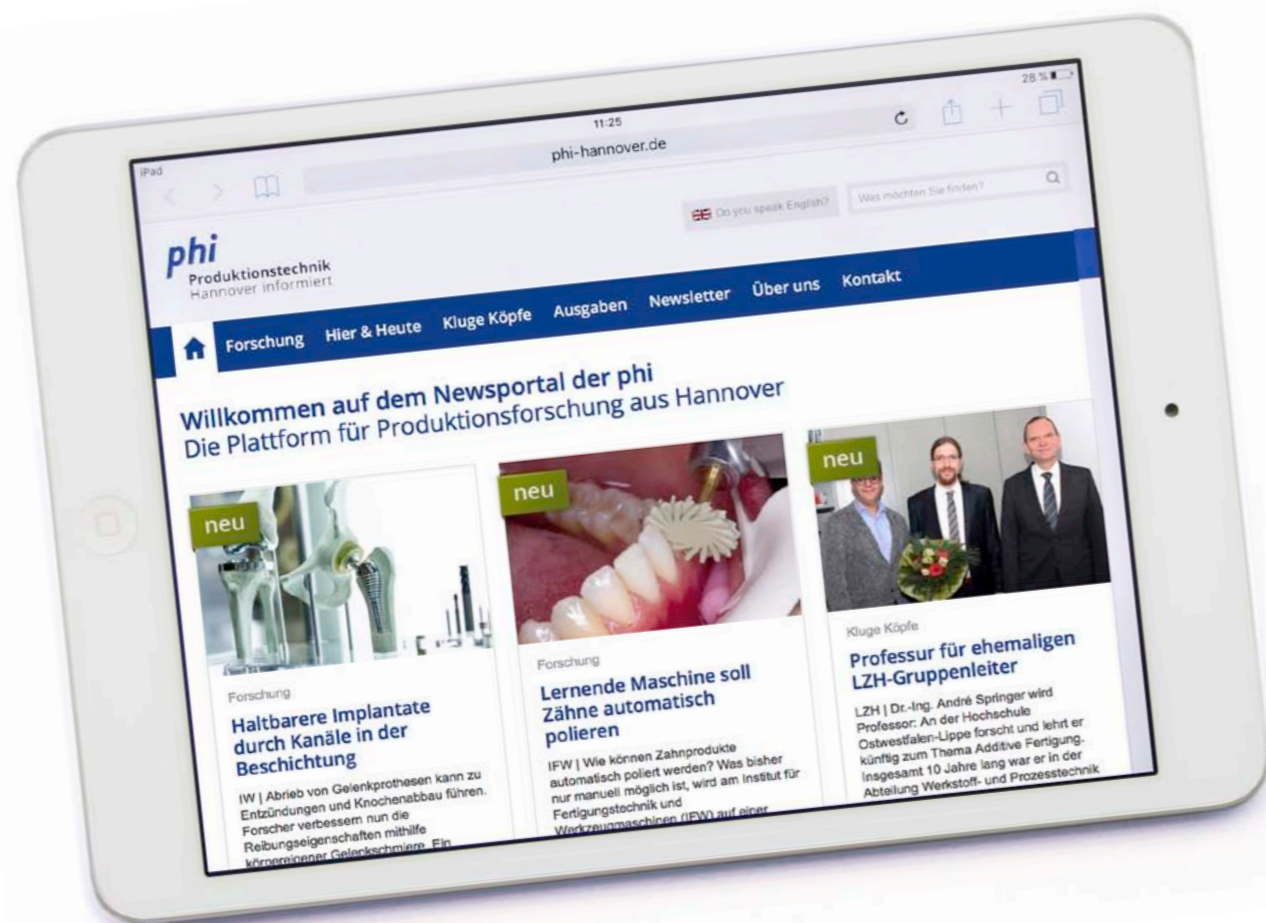 iPad
11:25
28 %
phi-hannover.de
Do you speak English?
Was möchten Sie finden?
phi
Produktionstechnik
Hannover informiert
Forschung Hier & Heute Kluge Köpfe Ausgaben Newsletter Über uns Kontakt
Willkommen auf dem Newsportal der phi
Die Plattform für Produktionsforschung aus Hannover
neu
Forschung
Haltbarere Implantate
durch Kanäle in der
Beschichtung
IW | Abrieb von Gelenkprothesen kann zu
Entzündungen und Knochenabbau führen.
Forscher verbessern nun die
Reibungseigenschaften mithilfe
körpereigener Gelenkschmiere. Ein
neu
Forschung
Lernende Maschine soll
Zähne automatisch
polieren
IFW | Wie können Zahnprodukte
automatisch poliert werden? Was bisher
nur manuell möglich ist, wird am Institut für
Fertigungstechnik und
Werkzeugmaschinen (IFW) auf einer
neu
Kluge Köpfe
Professur für ehemaligen
LZH-Gruppenleiter
LZH | Dr.-Ing. André Springer wird
Professor: An der Hochschule
Ostwestfalen-Lippe forscht und lehrt er
künftig zum Thema Additive Fertigung.
Insgesamt 10 Jahre lang war er in der
Abteilung Werkstoff- und Prozesstechnik